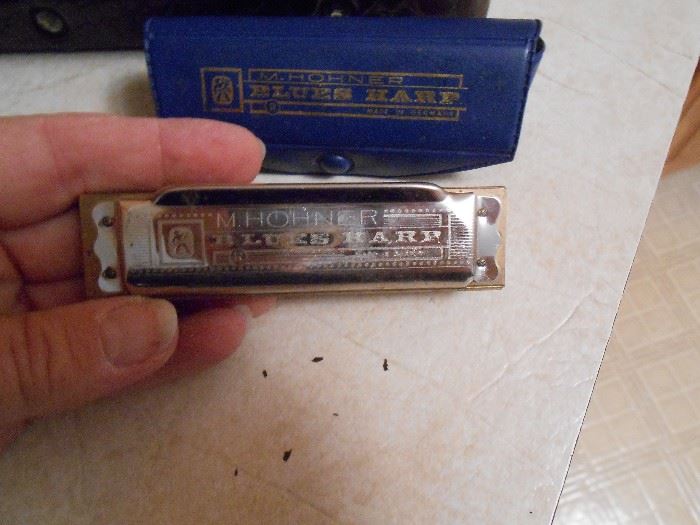 M. HOHNER
BLUES HARP
MADE IN GERMANY
M. HOHNER
BLUES HARP